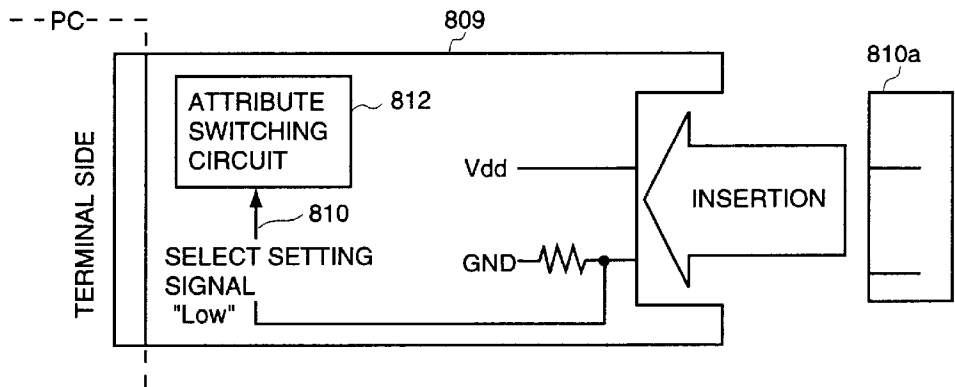 PC
809
810a
ATTRIBUTE
SWITCHING
CIRCUIT
812
TERMINAL SIDE
Vdd
INSERTION
810
SELECT SETTING
SIGNAL
"Low"
GND